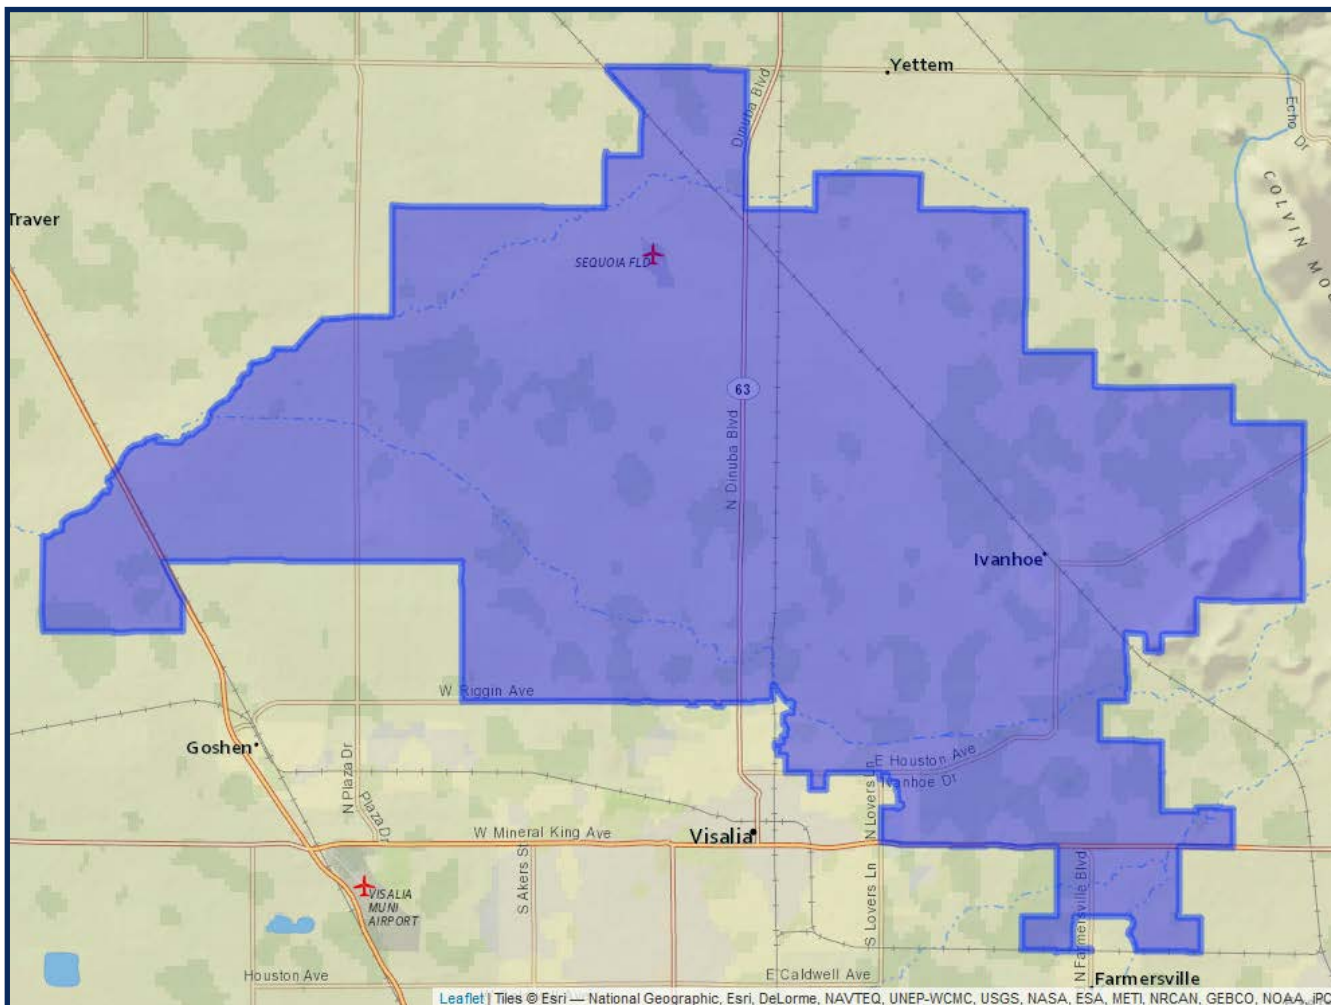 Yettem
Dinuba Blvd
Echo Dr
COLVIN MOU
Traver
SEQUOIA FLD
63
N Dinuba Blvd
Ivanhoe
W Riggin Ave
Goshen
N Plaza Dr
Plaza Dr
E Houston Ave
Ivanhoe Dr
N Lovers Ln
W Mineral King Ave
Visalia
S Akers St
S Lovers Ln
N Farmersville Blvd
VISALIA
MUNI
AIRPORT
Houston Ave
E Caldwell Ave
Farmersville
Leaflet | Tiles © Esri — National Geographic, Esri, DeLorme, NAVTEQ, UNEP-WCMC, USGS, NASA, ESA, METI, NRCAN, GEBCO, NOAA, iPC